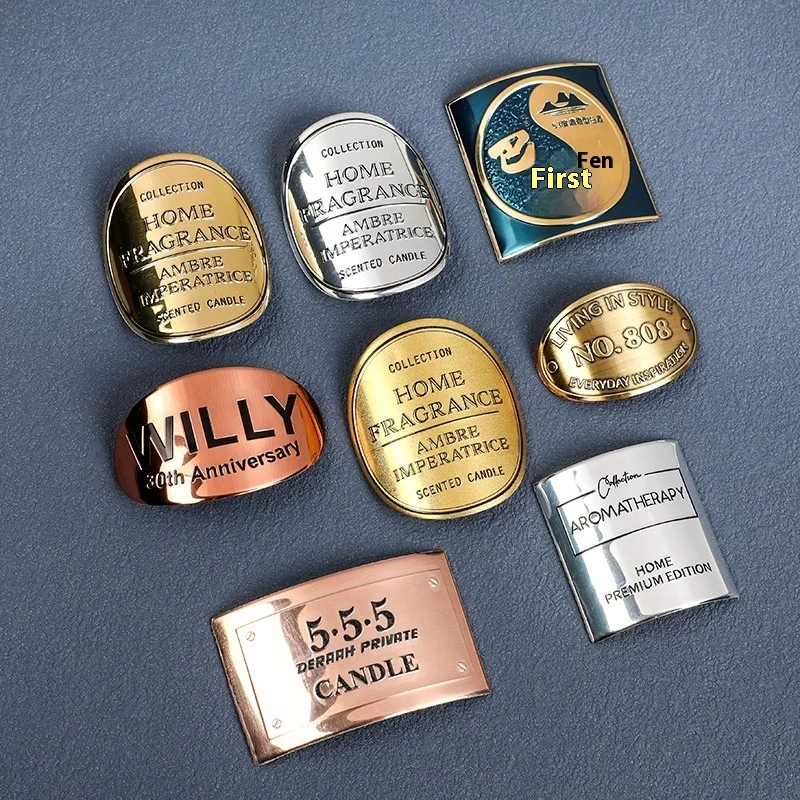 COLLECTION
HOME
FRAGRANCE
AMBRE
IMPERATRICE
SCENTED CANDLE
COLLECTION
HOME
FRAGRANCE
AMBRE
IMPERATRICE
SCENTED CANDLE
Fen
First
LIVING IN STYLE
NO. 808
EVERYDAY INSPIRATION
WILLY
30th Anniversary
COLLECTION
HOME
FRAGRANCE
AMBRE
IMPERATRICE
SCENTED CANDLE
Collection
AROMATHERAPY
HOME
PREMIUM EDITION
5·5·5
DERAAH PRIVATE
CANDLE